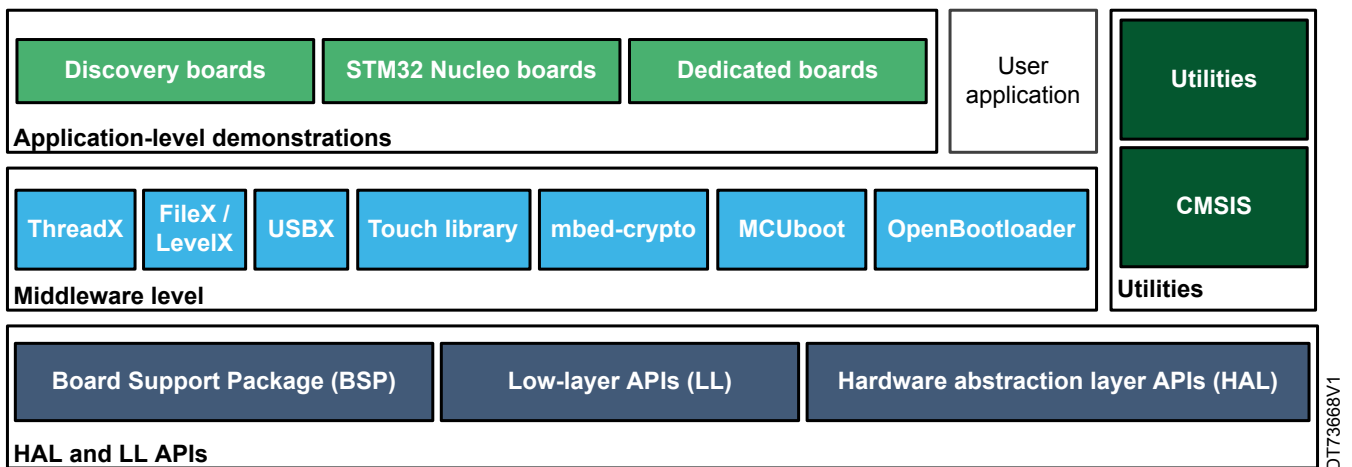 Discovery boards
STM32 Nucleo boards
Dedicated boards
Application-level demonstrations
User
application
Utilities
CMSIS
Utilities
ThreadX
FileX /
LevelX
USBX
Touch library
mbed-crypto
MCUboot
OpenBootloader
Middleware level
Board Support Package (BSP)
Low-layer APIs (LL)
Hardware abstraction layer APIs (HAL)
HAL and LL APIs
DT73668V1